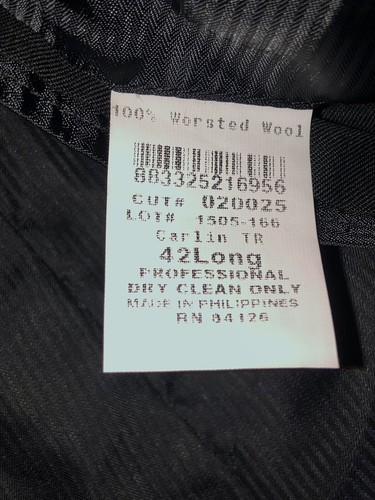 100% Worsted Wool
883325216956
CUT# 020025
LOT# 1505-166
Carlin TR
42Long
PROFESSIONAL
DRY CLEAN ONLY
MADE IN PHILIPPINES
RN 84126